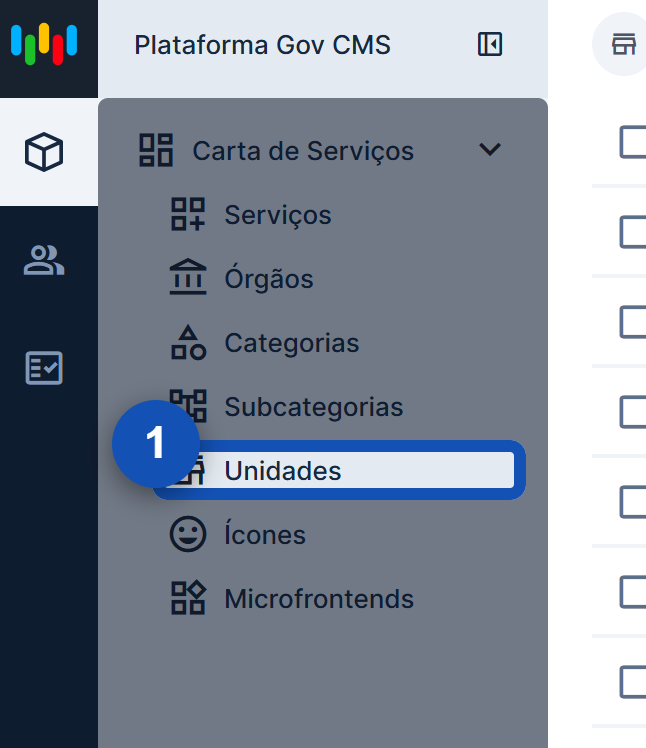 Plataforma Gov CMS
Carta de Serviços
Serviços
Órgãos
Categorias
Subcategorias
1
Unidades
Ícones
Microfrontends